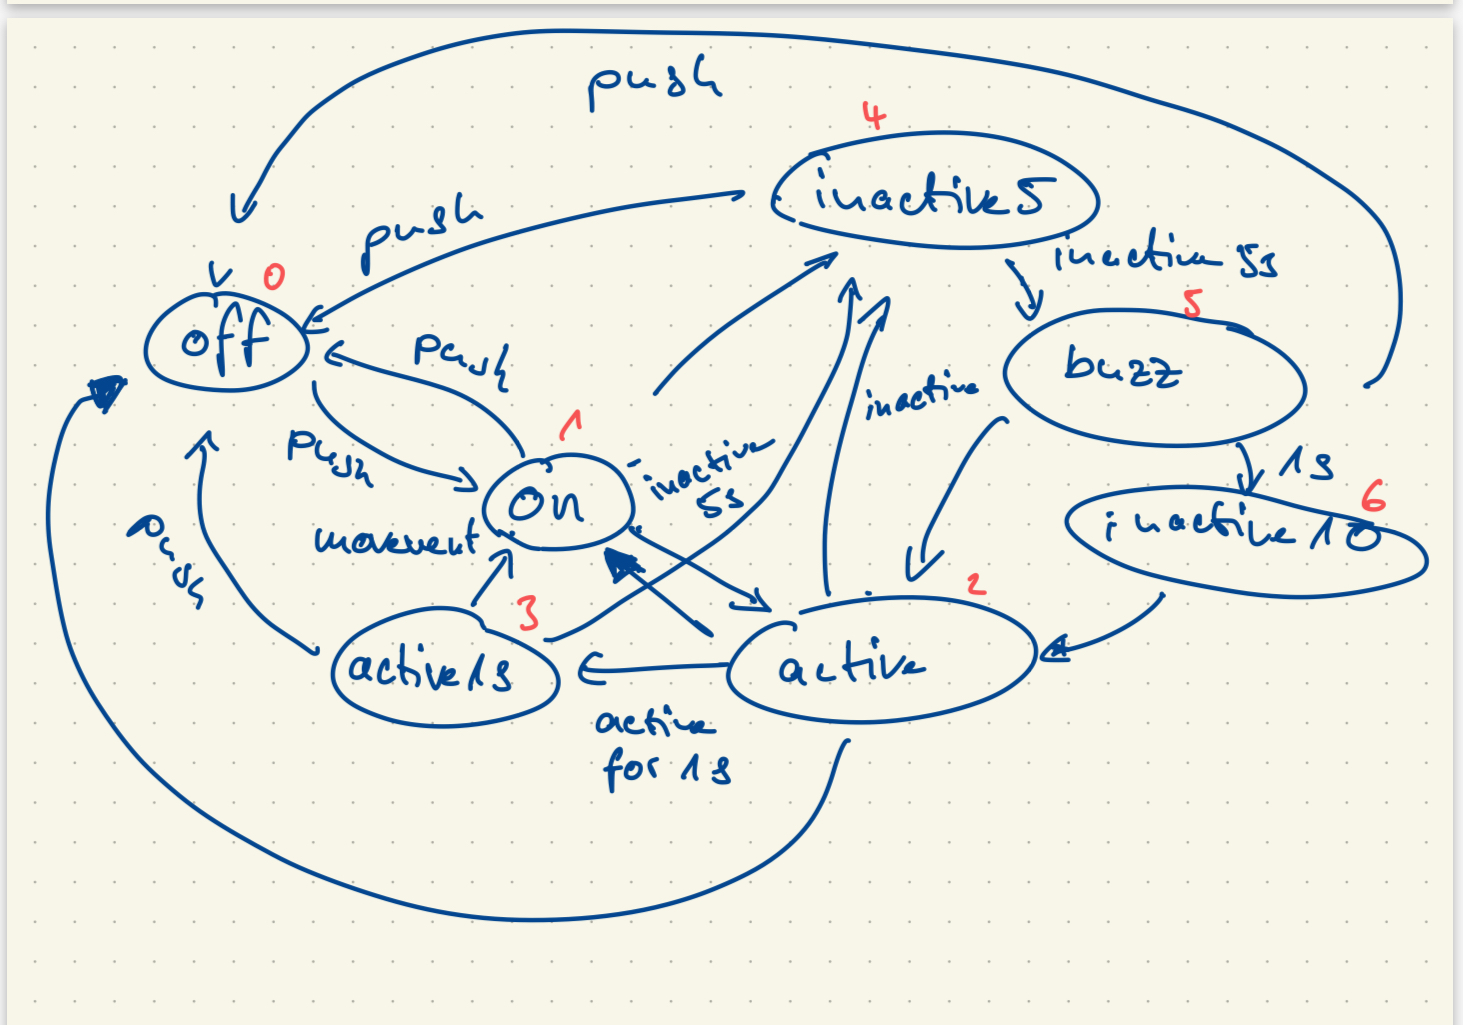 push
4
inactive5
push
inactive 5s
0
off
5
buzz
push
inactive
1
push
inactive
5s
1s
6
on
inactive10
movement
push
3
2
active1s
active
active
for 1s